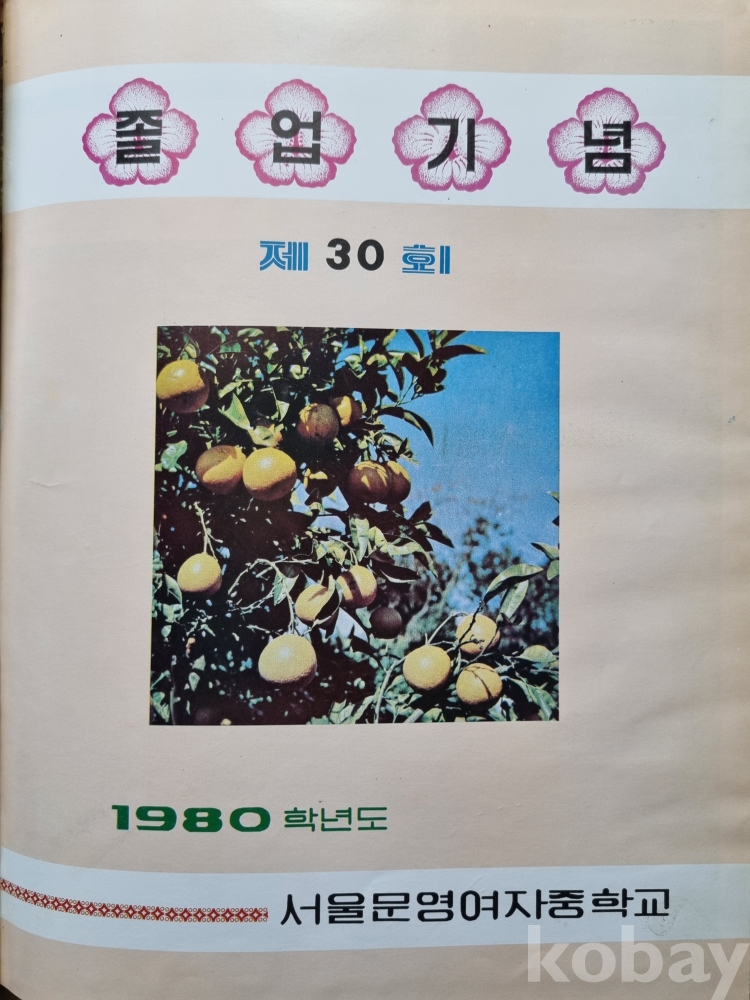 졸업기념
제 30 회
1980 학년도
서울문영여자중학교
kobay